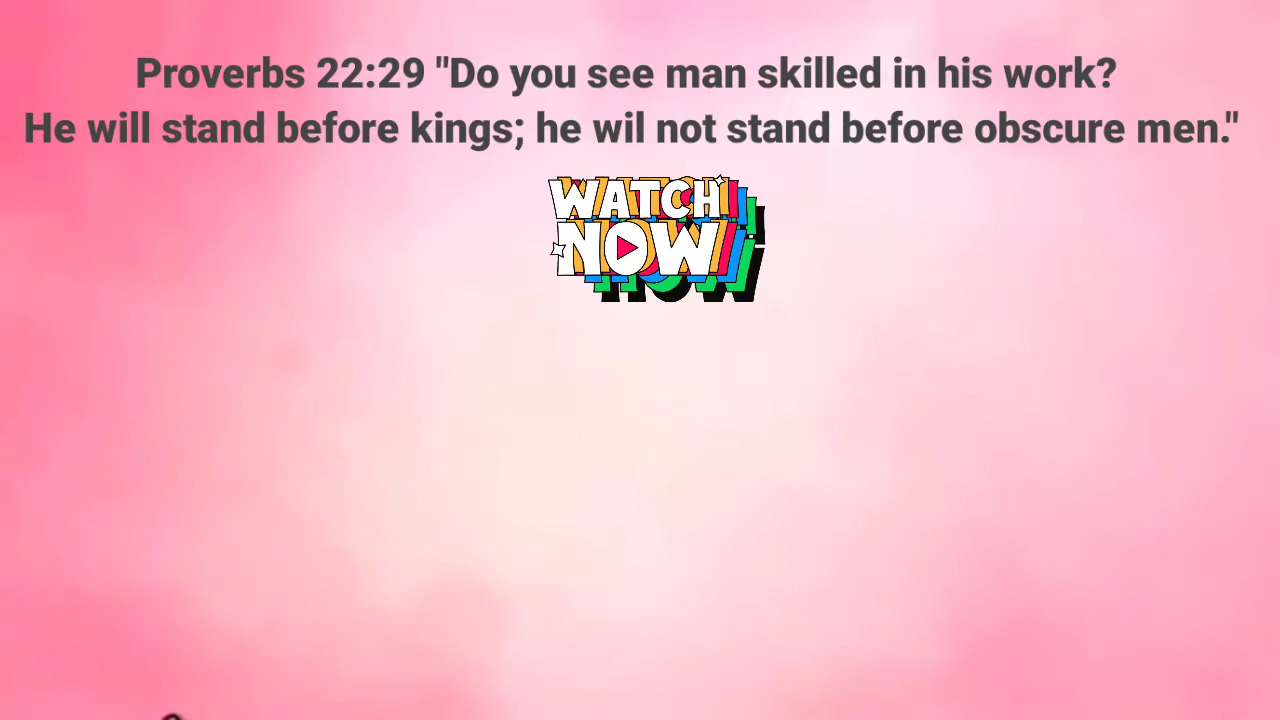 Proverbs 22:29 "Do you see man skilled in his work?
He will stand before kings; he wil not stand before obscure men."
WATCH
NOW